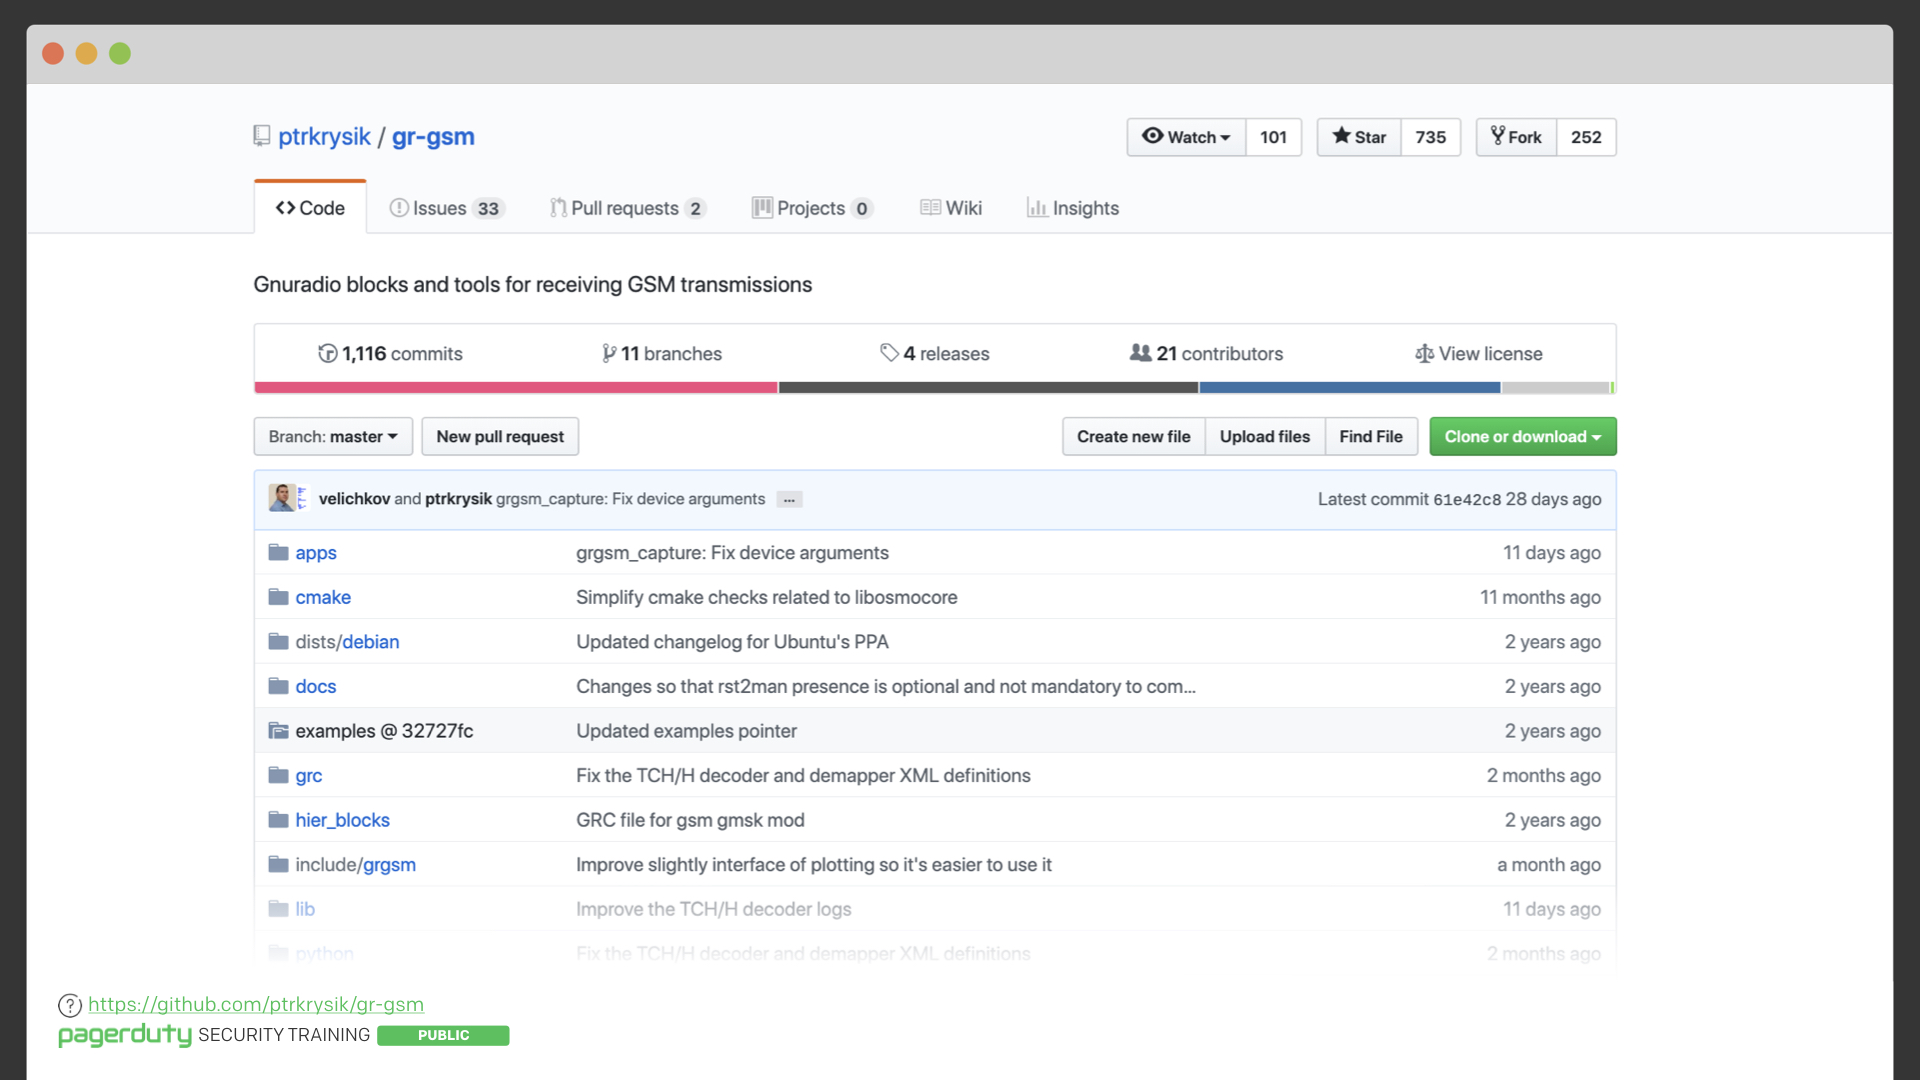 ptrkrysik / gr-gsm
Watch 101 Star 735 Fork 252
Code Issues 33 Pull requests 2 Projects 0 Wiki Insights
Gnuradio blocks and tools for receiving GSM transmissions
1,116 commits 11 branches 4 releases 21 contributors View license
Branch: master New pull request Create new file Upload files Find File Clone or download
velichkov and ptrkrysik grgsm_capture: Fix device arguments ... Latest commit 61e42c8 28 days ago
apps grgsm_capture: Fix device arguments 11 days ago
cmake Simplify cmake checks related to libosmocore 11 months ago
dists/debian Updated changelog for Ubuntu's PPA 2 years ago
docs Changes so that rst2man presence is optional and not mandatory to com... 2 years ago
examples @ 32727fc Updated examples pointer 2 years ago
grc Fix the TCH/H decoder and demapper XML definitions 2 months ago
hier_blocks GRC file for gsm gmsk mod 2 years ago
include/grgsm Improve slightly interface of plotting so it's easier to use it a month ago
lib Improve the TCH/H decoder logs 11 days ago
python Fix the TCH/H decoder and demapper XML definitions 2 months ago
? https://github.com/ptrkrysik/gr-gsm
pagerduty SECURITY TRAINING PUBLIC